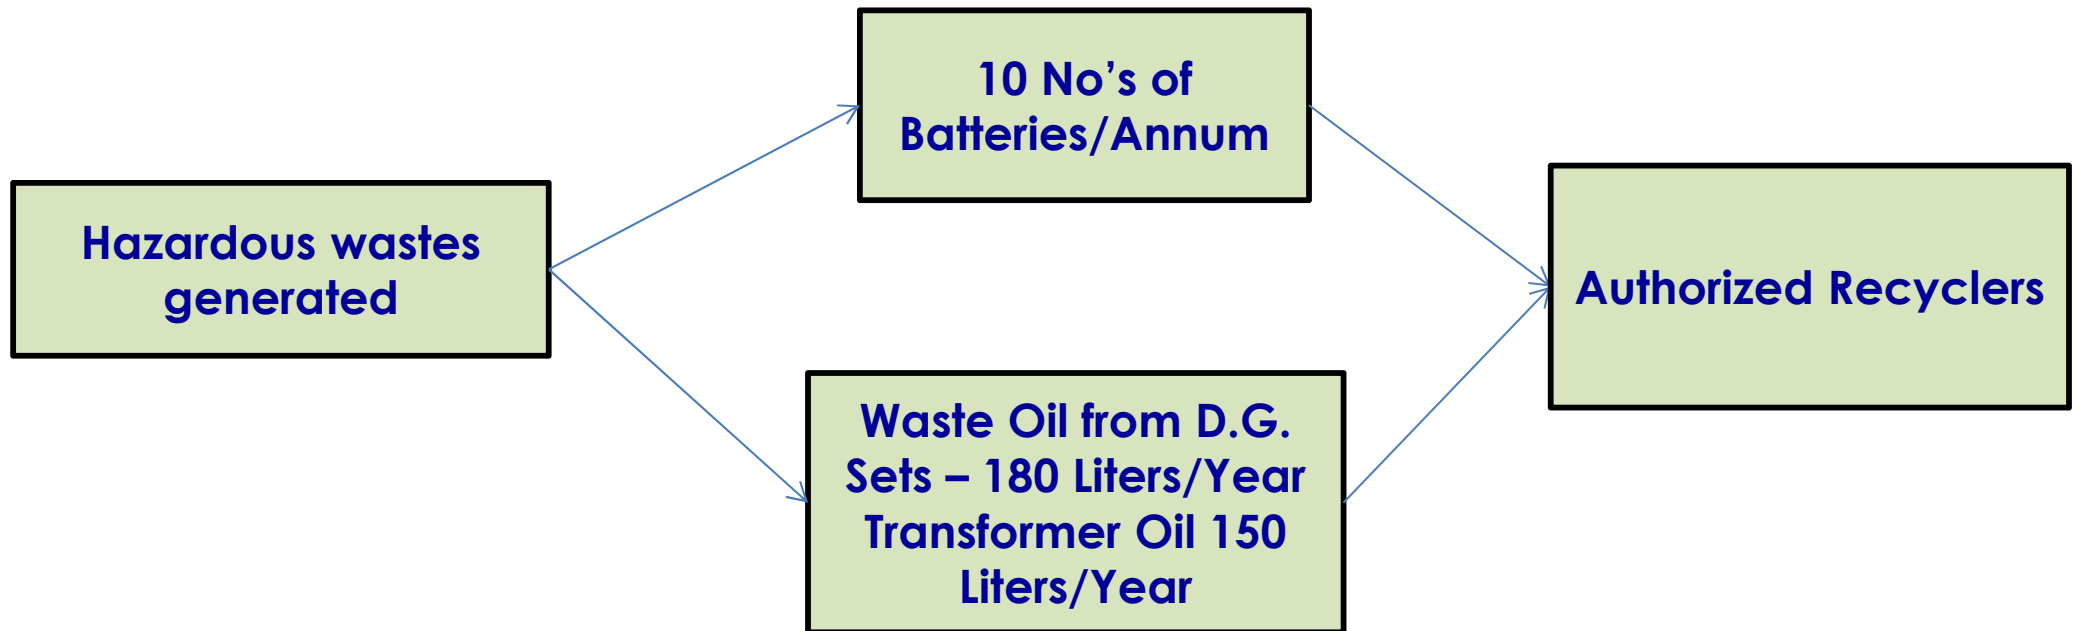 Hazardous wastes
generated
10 No’s of
Batteries/Annum
Waste Oil from D.G.
Sets – 180 Liters/Year
Transformer Oil 150
Liters/Year
Authorized Recyclers